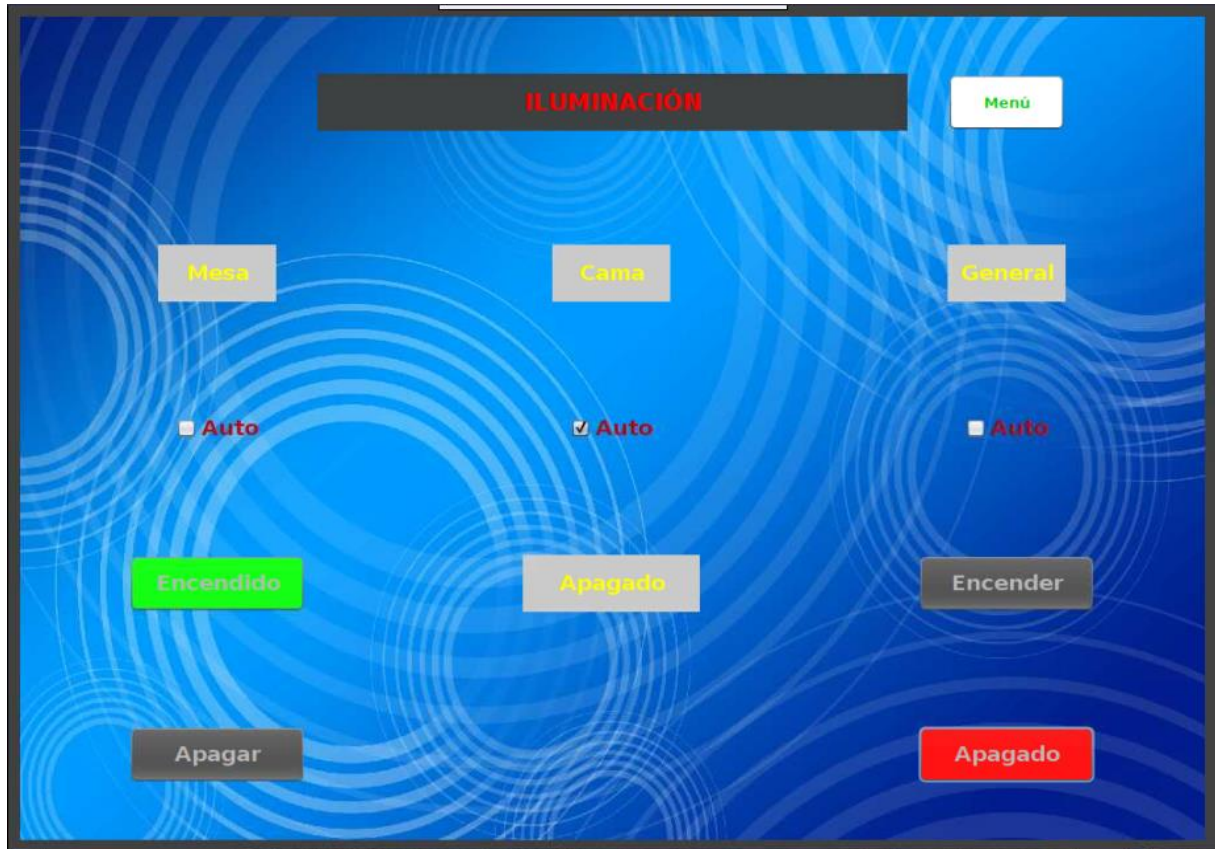 ILUMINACIÓN
Menú
Mesa
Cama
General
Auto
Auto
Auto
Encendido
Apagado
Encender
Apagar
Apagado